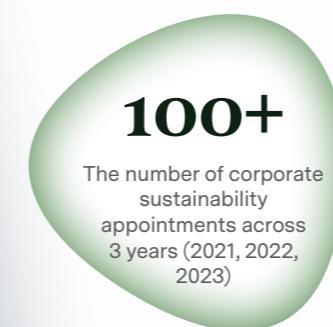 100+
The number of corporate
sustainability
appointments across
3 years (2021, 2022,
2023)